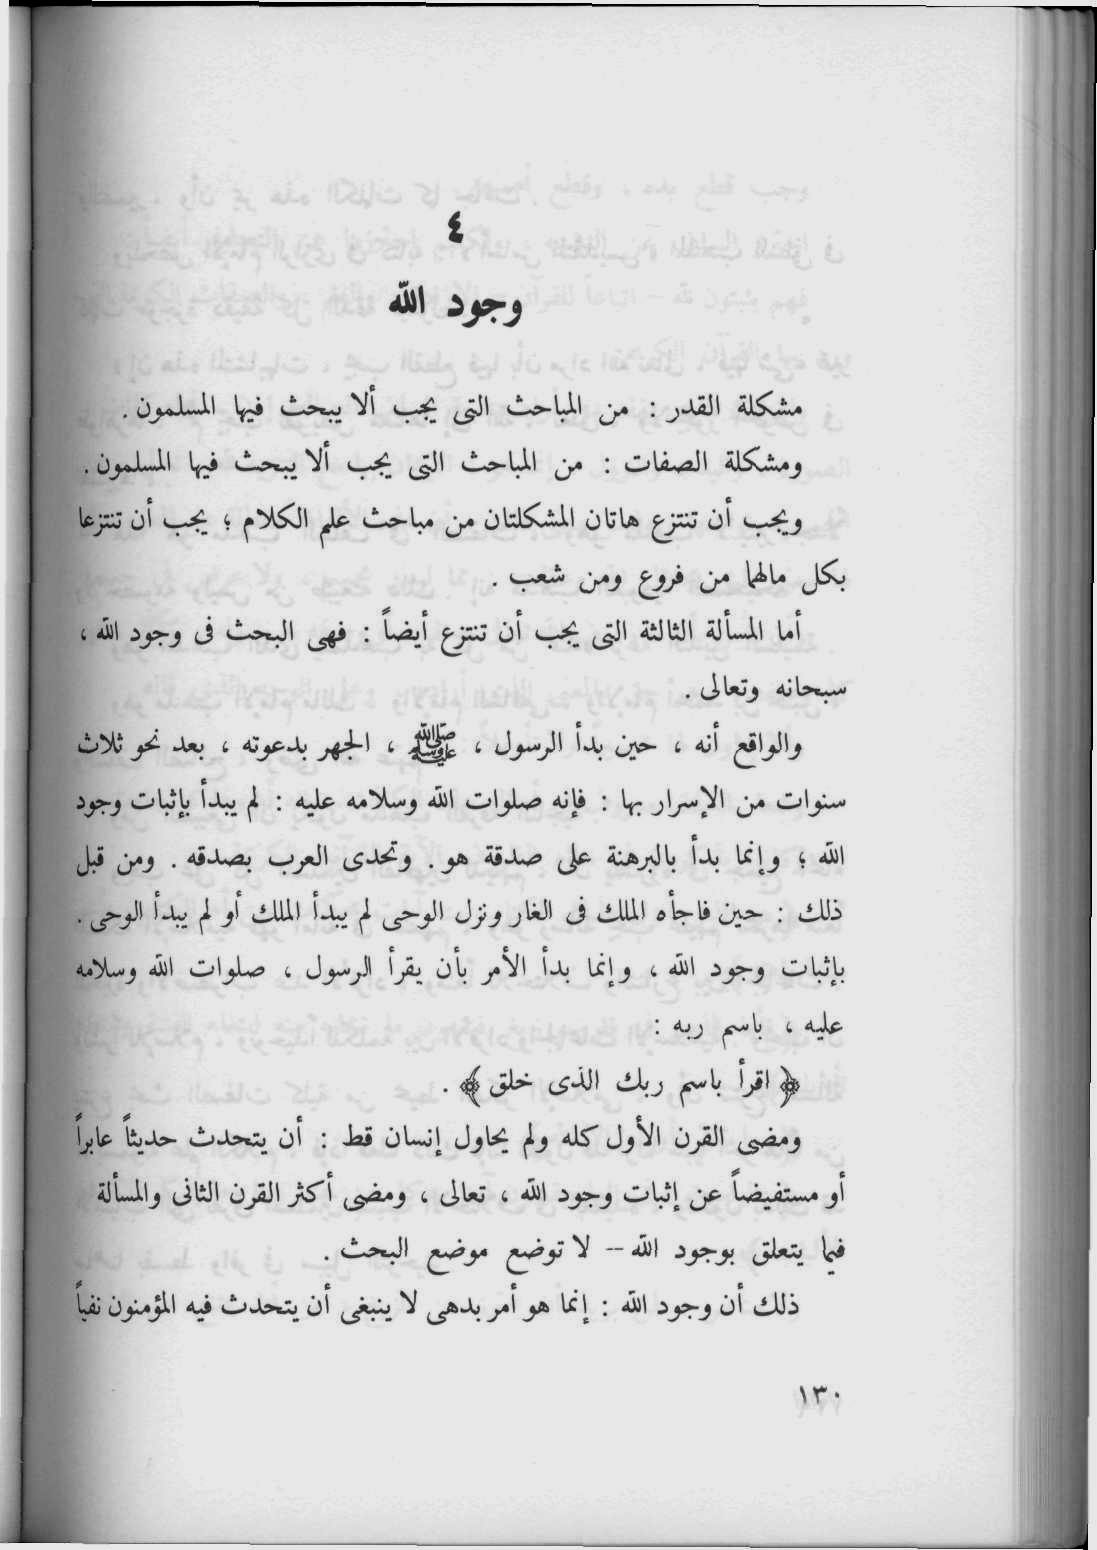 ٤
وجود الله
مشكلة القدر : من المباحث التى يجب ألا يبحث فيها المسلمون .
ومشكلة الصفات : من المباحث التى يجب ألا يبحث فيها المسلمون .
ويجب أن تنتزع هاتان المشكلتان من مباحث علم الكلام ؛ يجب أن تنتزعا
بكل مالهما من فروع ومن شعب .
أما المسألة الثالثة التى يجب أن تنتزع أيضاً : فهى البحث فى وجود الله ،
سبحانه وتعالى .
والواقع أنه ، حين بدأ الرسول ، ﷺ ، الجهر بدعوته ، بعد نحو ثلاث
سنوات من الإسرار بها : فإنه صلوات الله وسلامه عليه : لم يبدأ بإثبات وجود
الله ؛ وإنما بدأ بالبرهنة على صدقة هو . وتحدى العرب بصدقه . ومن قبل
ذلك : حين فاجأه الملك فى الغار ونزل الوحى لم يبدأ الملك أو لم يبدأ الوحى .
بإثبات وجود الله ، وإنما بدأ الأمر بأن يقرأ الرسول ، صلوات الله وسلامه
عليه ، باسم ربه :
﴿ اقرأ باسم ربك الذى خلق ﴾ .
ومضى القرن الأول كله ولم يحاول إنسان قط : أن يتحدث حديثاً عابراً
أو مستفيضاً عن إثبات وجود الله ، تعالى ، ومضى أكثر القرن الثانى والمسألة
فيما يتعلق بوجود الله -- لا توضع موضع البحث .
ذلك أن وجود الله : إنما هو أمر بدهى لا ينبغى أن يتحدث فيه المؤمنون نفياً
١٣٠